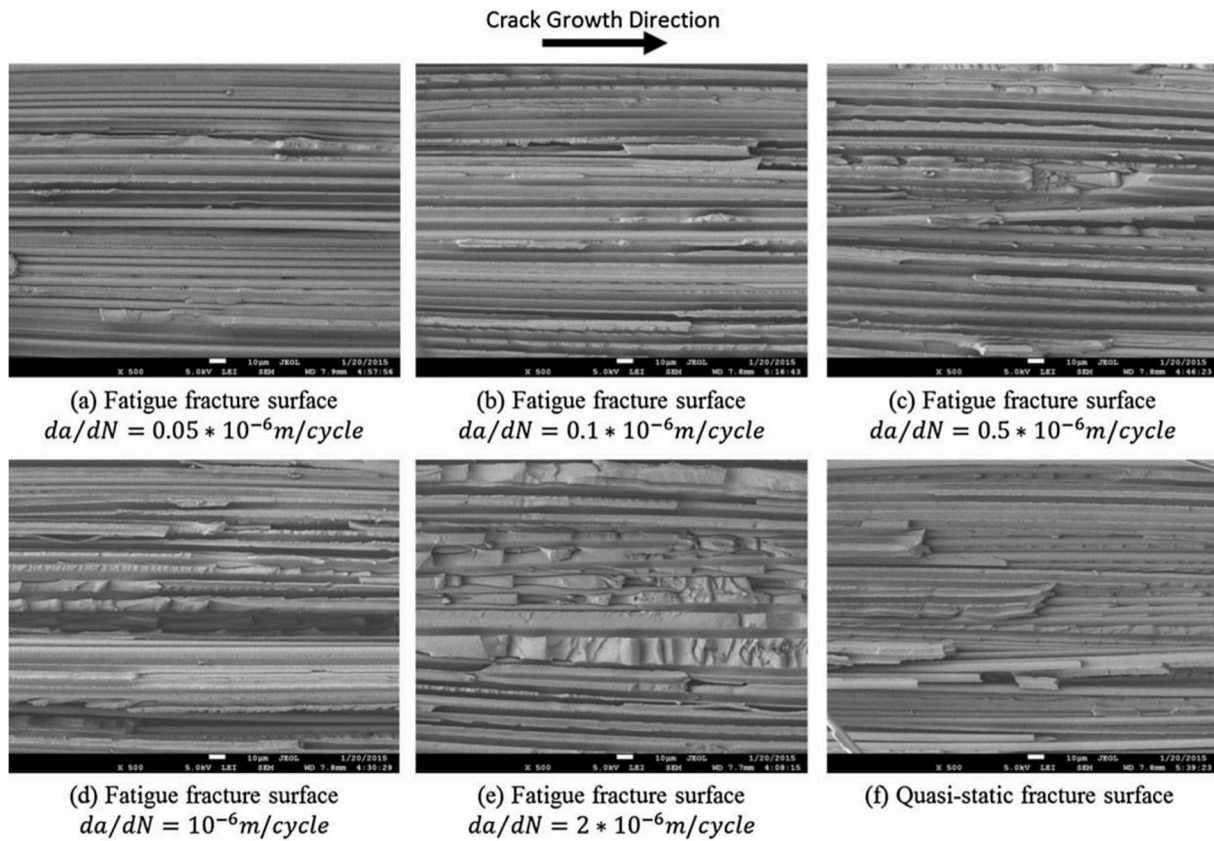 Crack Growth Direction
10µm JEOL 1/20/2015
X 500 5.0kV LEI SEM WD 7.9mm 4:57:56
10µm JEOL 1/20/2015
X 500 5.0kV LEI SEM WD 7.8mm 5:16:43
10µm JEOL 1/20/2015
X 500 5.0kV LEI SEM WD 7.8mm 4:46:23
(a) Fatigue fracture surface
da/dN = 0.05 * 10⁻⁶m/cycle
(b) Fatigue fracture surface
da/dN = 0.1 * 10⁻⁶m/cycle
(c) Fatigue fracture surface
da/dN = 0.5 * 10⁻⁶m/cycle
10µm JEOL 1/20/2015
X 500 5.0kV LEI SEM WD 7.8mm 4:30:29
10µm JEOL 1/20/2015
X 500 5.0kV LEI SEM WD 7.7mm 4:08:15
10µm JEOL 1/20/2015
X 500 5.0kV LEI SEM WD 7.8mm 5:39:23
(d) Fatigue fracture surface
da/dN = 10⁻⁶m/cycle
(e) Fatigue fracture surface
da/dN = 2 * 10⁻⁶m/cycle
(f) Quasi-static fracture surface